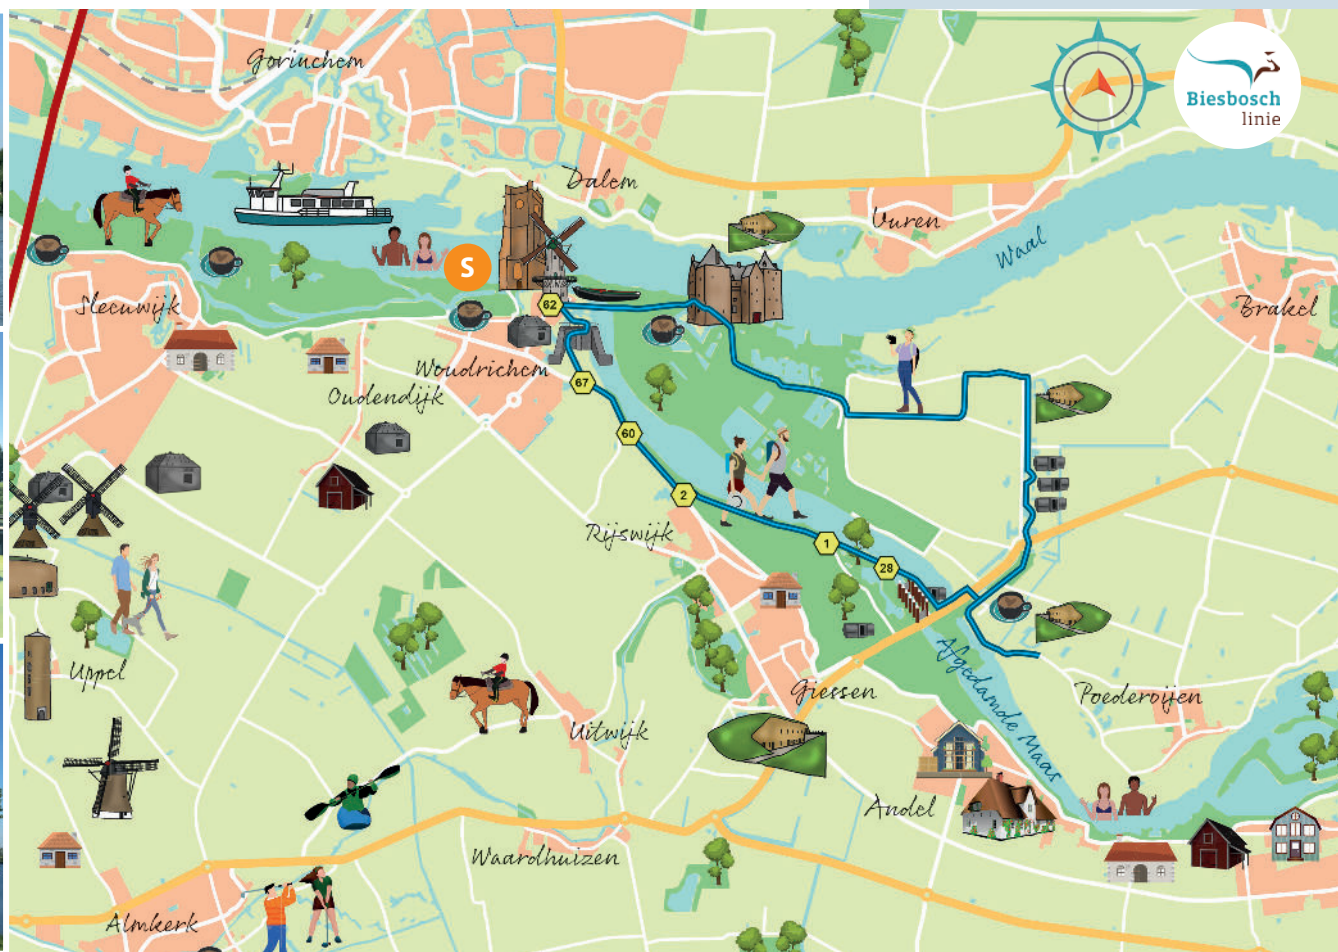 Gorinchem
Biesbosch
linie
Dalem
Vuren
Waal
S
Sleeuwijk
62
Brakel
Woudrichem
Oudendijk
67
60
2
Rijswijk
1
28
Afgedamde Maas
Uppel
Giessen
Poederoijen
Uitwijk
Andel
Waardhuizen
Almkerk